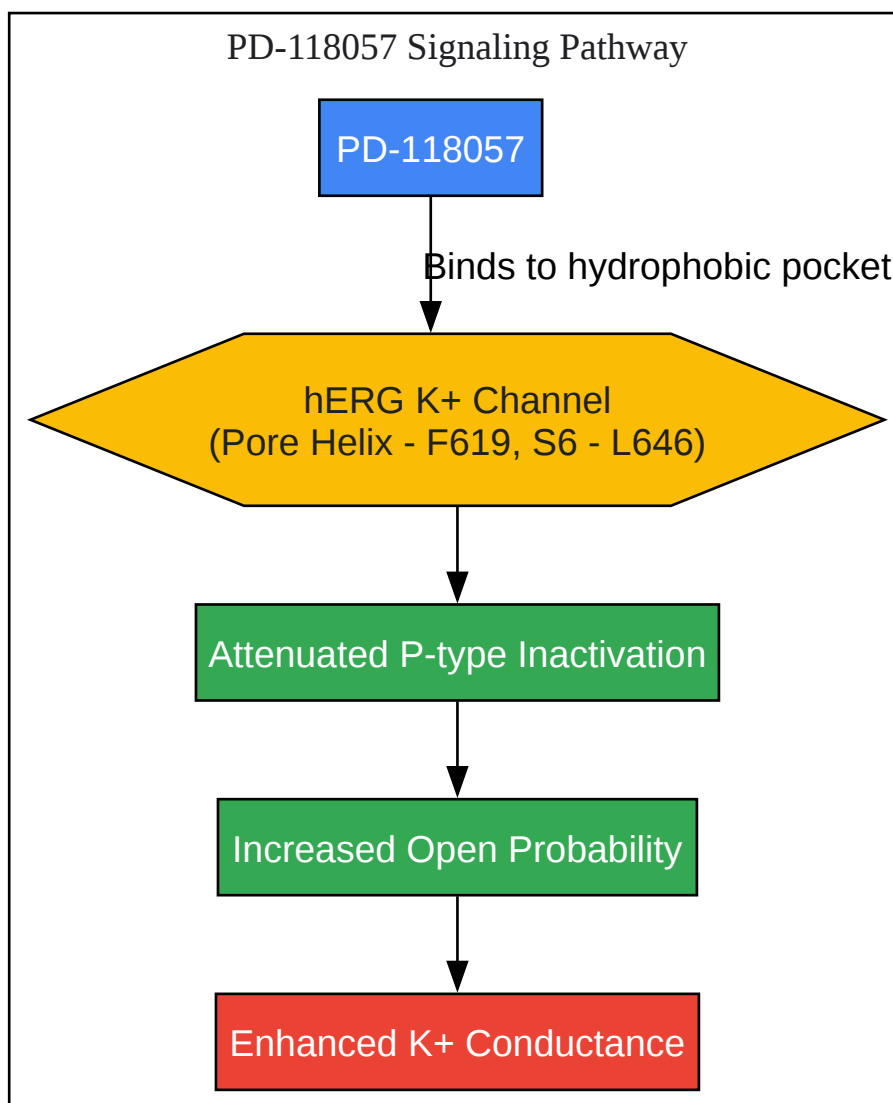 PD-118057 Signaling Pathway
PD-118057
Binds to hydrophobic pocket
hERG K+ Channel
(Pore Helix - F619, S6 - L646)
Attenuated P-type Inactivation
Increased Open Probability
Enhanced K+ Conductance